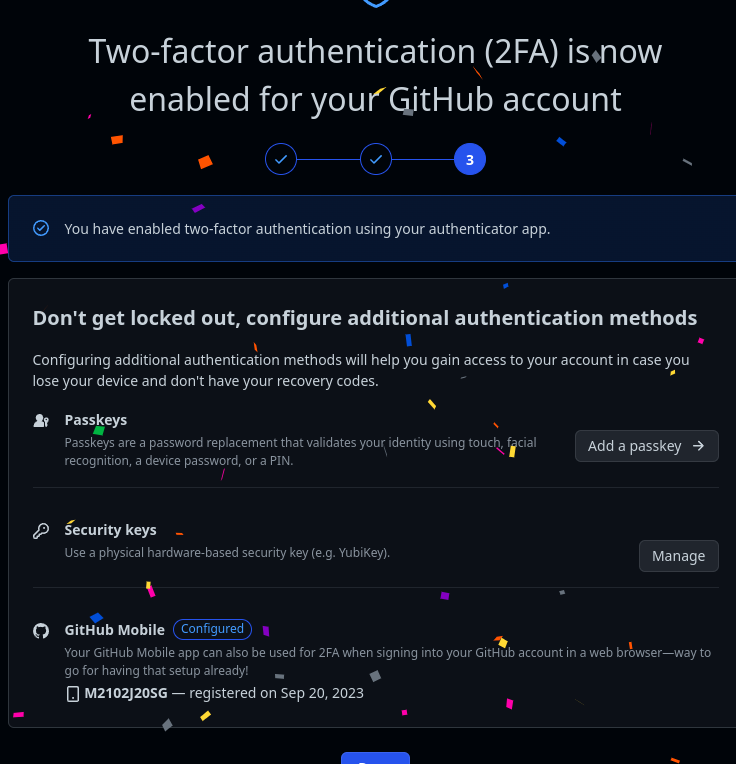 Two-factor authentication (2FA) is now
enabled for your GitHub account
3
You have enabled two-factor authentication using your authenticator app.
Don't get locked out, configure additional authentication methods
Configuring additional authentication methods will help you gain access to your account in case you
lose your device and don't have your recovery codes.
Passkeys
Passkeys are a password replacement that validates your identity using touch, facial
recognition, a device password, or a PIN.
Add a passkey
Security keys
Use a physical hardware-based security key (e.g. YubiKey).
Manage
GitHub Mobile Configured
Your GitHub Mobile app can also be used for 2FA when signing into your GitHub account in a web browser—way to
go for having that setup already!
M2102J20SG — registered on Sep 20, 2023